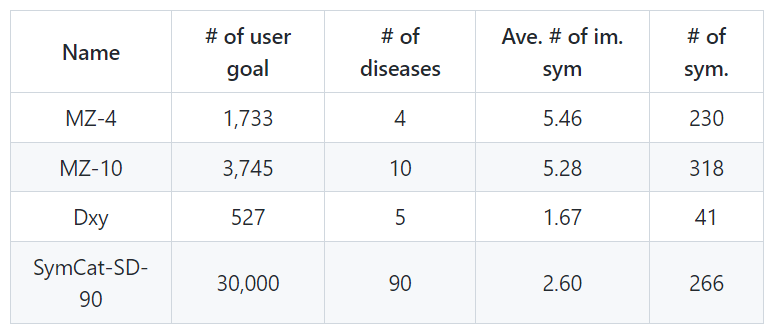 Name # of user goal # of diseases Ave. # of im. sym # of sym.
MZ-4 1,733 4 5.46 230
MZ-10 3,745 10 5.28 318
Dxy 527 5 1.67 41
SymCat-SD-90 30,000 90 2.60 266